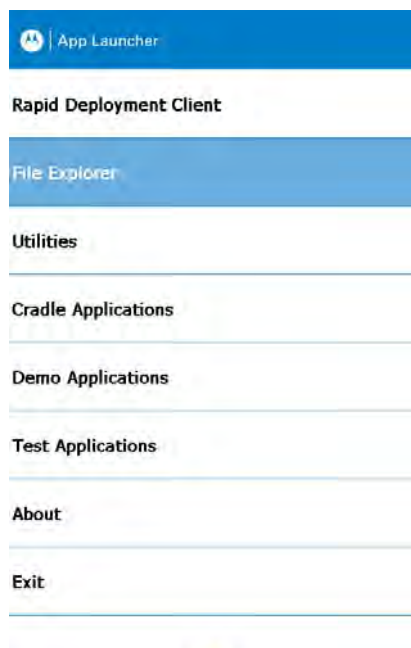 App Launcher
Rapid Deployment Client
File Explorer
Utilities
Cradle Applications
Demo Applications
Test Applications
About
Exit